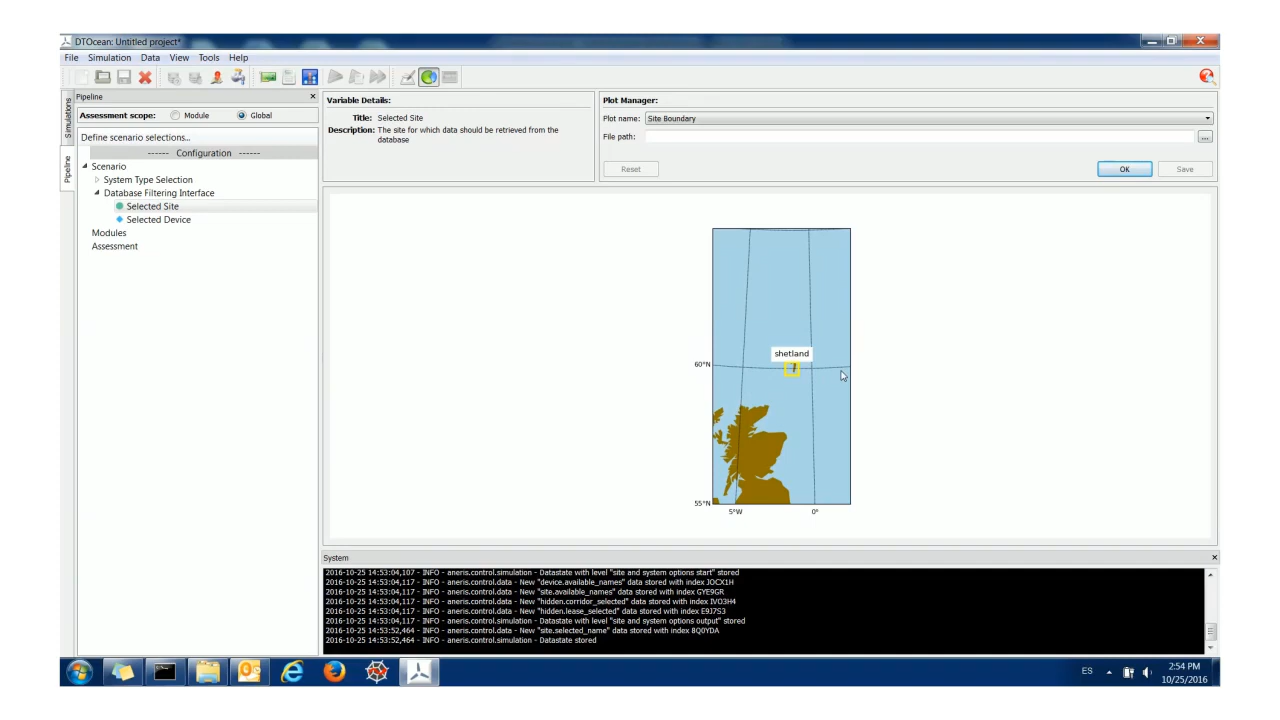 DTOcean: Untitled project*
File Simulation Data View Tools Help
Simulations
Pipeline
Pipeline
Assessment scope: Module Global
Define scenario selections...
------ Configuration ------
Scenario
System Type Selection
Database Filtering Interface
Selected Site
Selected Device
Modules
Assessment
Variable Details:
Title: Selected Site
Description: The site for which data should be retrieved from the
database
Plot Manager:
Plot name: Site Boundary
File path:
...
Reset OK Save
shetland
60°N
55°N
5°W 0°
System
2016-10-25 14:53:04,107 - INFO - aneris.control.simulation - Datastate with level "site and system options start" stored
2016-10-25 14:53:04,117 - INFO - aneris.control.data - New "device.available_names" data stored with index JOCX1H
2016-10-25 14:53:04,117 - INFO - aneris.control.data - New "site.available_names" data stored with index GYE9GR
2016-10-25 14:53:04,117 - INFO - aneris.control.data - New "hidden.corridor_selected" data stored with index IVO3H4
2016-10-25 14:53:04,117 - INFO - aneris.control.data - New "hidden.lease_selected" data stored with index E9J7S3
2016-10-25 14:53:04,117 - INFO - aneris.control.simulation - Datastate with level "site and system options output" stored
2016-10-25 14:53:52,464 - INFO - aneris.control.data - New "site.selected_name" data stored with index 8Q0YDA
2016-10-25 14:53:52,464 - INFO - aneris.control.simulation - Datastate stored
ES
2:54 PM
10/25/2016